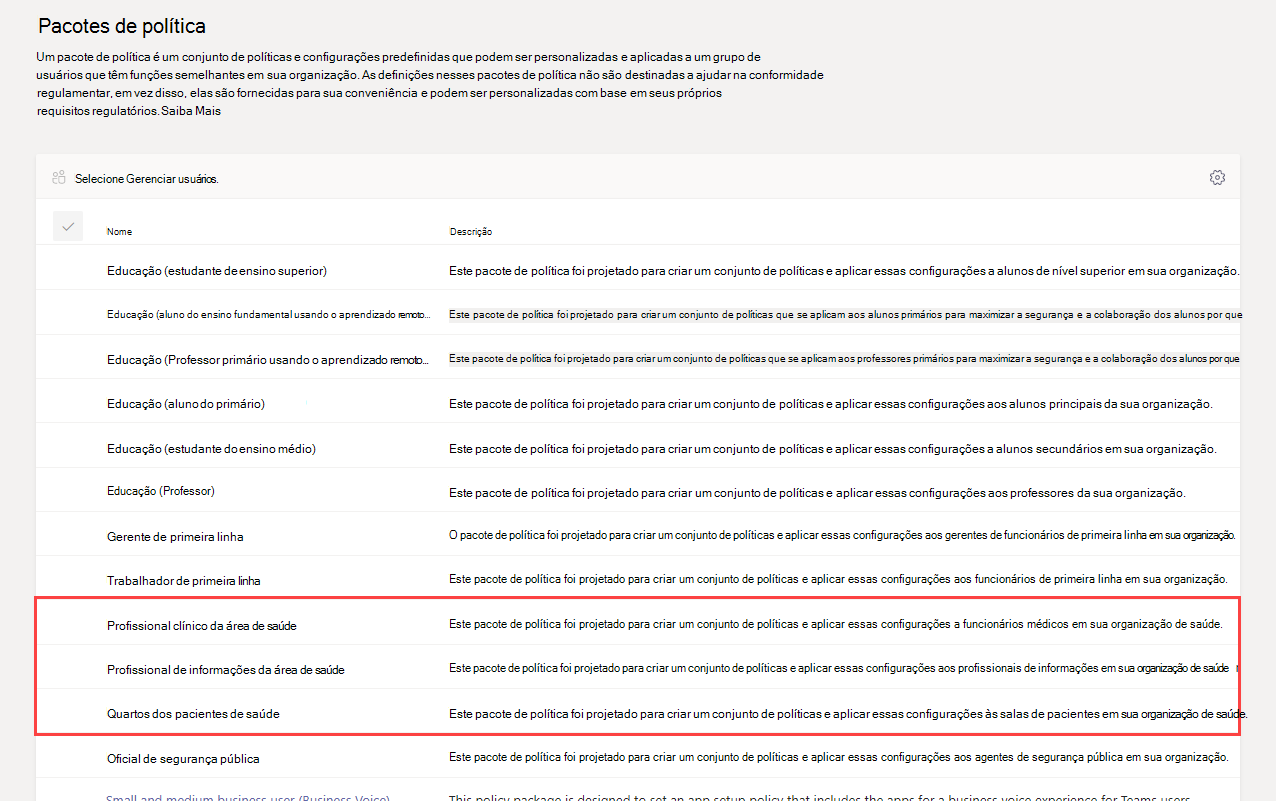 Pacotes de política
Um pacote de política é um conjunto de políticas e configurações predefinidas que podem ser personalizadas e aplicadas a um grupo de
usuários que têm funções semelhantes em sua organização. As definições nesses pacotes de política não são destinadas a ajudar na conformidade
regulamentar, em vez disso, elas são fornecidas para sua conveniência e podem ser personalizadas com base em seus próprios
requisitos regulatórios. Saiba Mais
Selecione Gerenciar usuários.
Nome Descrição
Educação (estudante de ensino superior) Este pacote de política foi projetado para criar um conjunto de políticas e aplicar essas configurações a alunos de nível superior em sua organização.
Educação (aluno do ensino fundamental usando o aprendizado remoto... Este pacote de política foi projetado para criar um conjunto de políticas que se aplicam aos alunos primários para maximizar a segurança e a colaboração dos alunos por que
Educação (Professor primário usando o aprendizado remoto... Este pacote de política foi projetado para criar um conjunto de políticas que se aplicam aos professores primários para maximizar a segurança e a colaboração dos alunos por que
Educação (aluno do primário) Este pacote de política foi projetado para criar um conjunto de políticas e aplicar essas configurações aos alunos principais da sua organização.
Educação (estudante do ensino médio) Este pacote de política foi projetado para criar um conjunto de políticas e aplicar essas configurações a alunos secundários em sua organização.
Educação (Professor) Este pacote de política foi projetado para criar um conjunto de políticas e aplicar essas configurações aos professores da sua organização.
Gerente de primeira linha O pacote de política foi projetado para criar um conjunto de políticas e aplicar essas configurações aos gerentes de funcionários de primeira linha em sua organização.
Trabalhador de primeira linha Este pacote de política foi projetado para criar um conjunto de políticas e aplicar essas configurações aos funcionários de primeira linha em sua organização.
Profissional clínico da área de saúde Este pacote de política foi projetado para criar um conjunto de políticas e aplicar essas configurações a funcionários médicos em sua organização de saúde.
Profissional de informações da área de saúde Este pacote de política foi projetado para criar um conjunto de políticas e aplicar essas configurações aos profissionais de informações em sua organização de saúde
Quartos dos pacientes de saúde Este pacote de política foi projetado para criar um conjunto de políticas e aplicar essas configurações às salas de pacientes em sua organização de saúde.
Oficial de segurança pública Este pacote de política foi projetado para criar um conjunto de políticas e aplicar essas configurações aos agentes de segurança pública em sua organização.
Small and medium business user (Business Voice) This policy package is designed to set an app setup policy that includes the apps for a business voice experience for Teams users